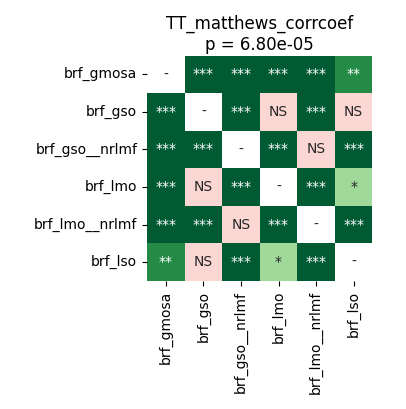 TT_matthews_corrcoef
p = 6.80e-05
brf_gmosa - *** *** *** *** **
brf_gso *** - *** NS *** NS
brf_gso__nrlmf *** *** - *** NS ***
brf_lmo *** NS *** - *** *
brf_lmo__nrlmf *** *** NS *** - ***
brf_lso ** NS *** * *** -
brf_gmosa
brf_gso
brf_gso__nrlmf
brf_lmo
brf_lmo__nrlmf
brf_lso